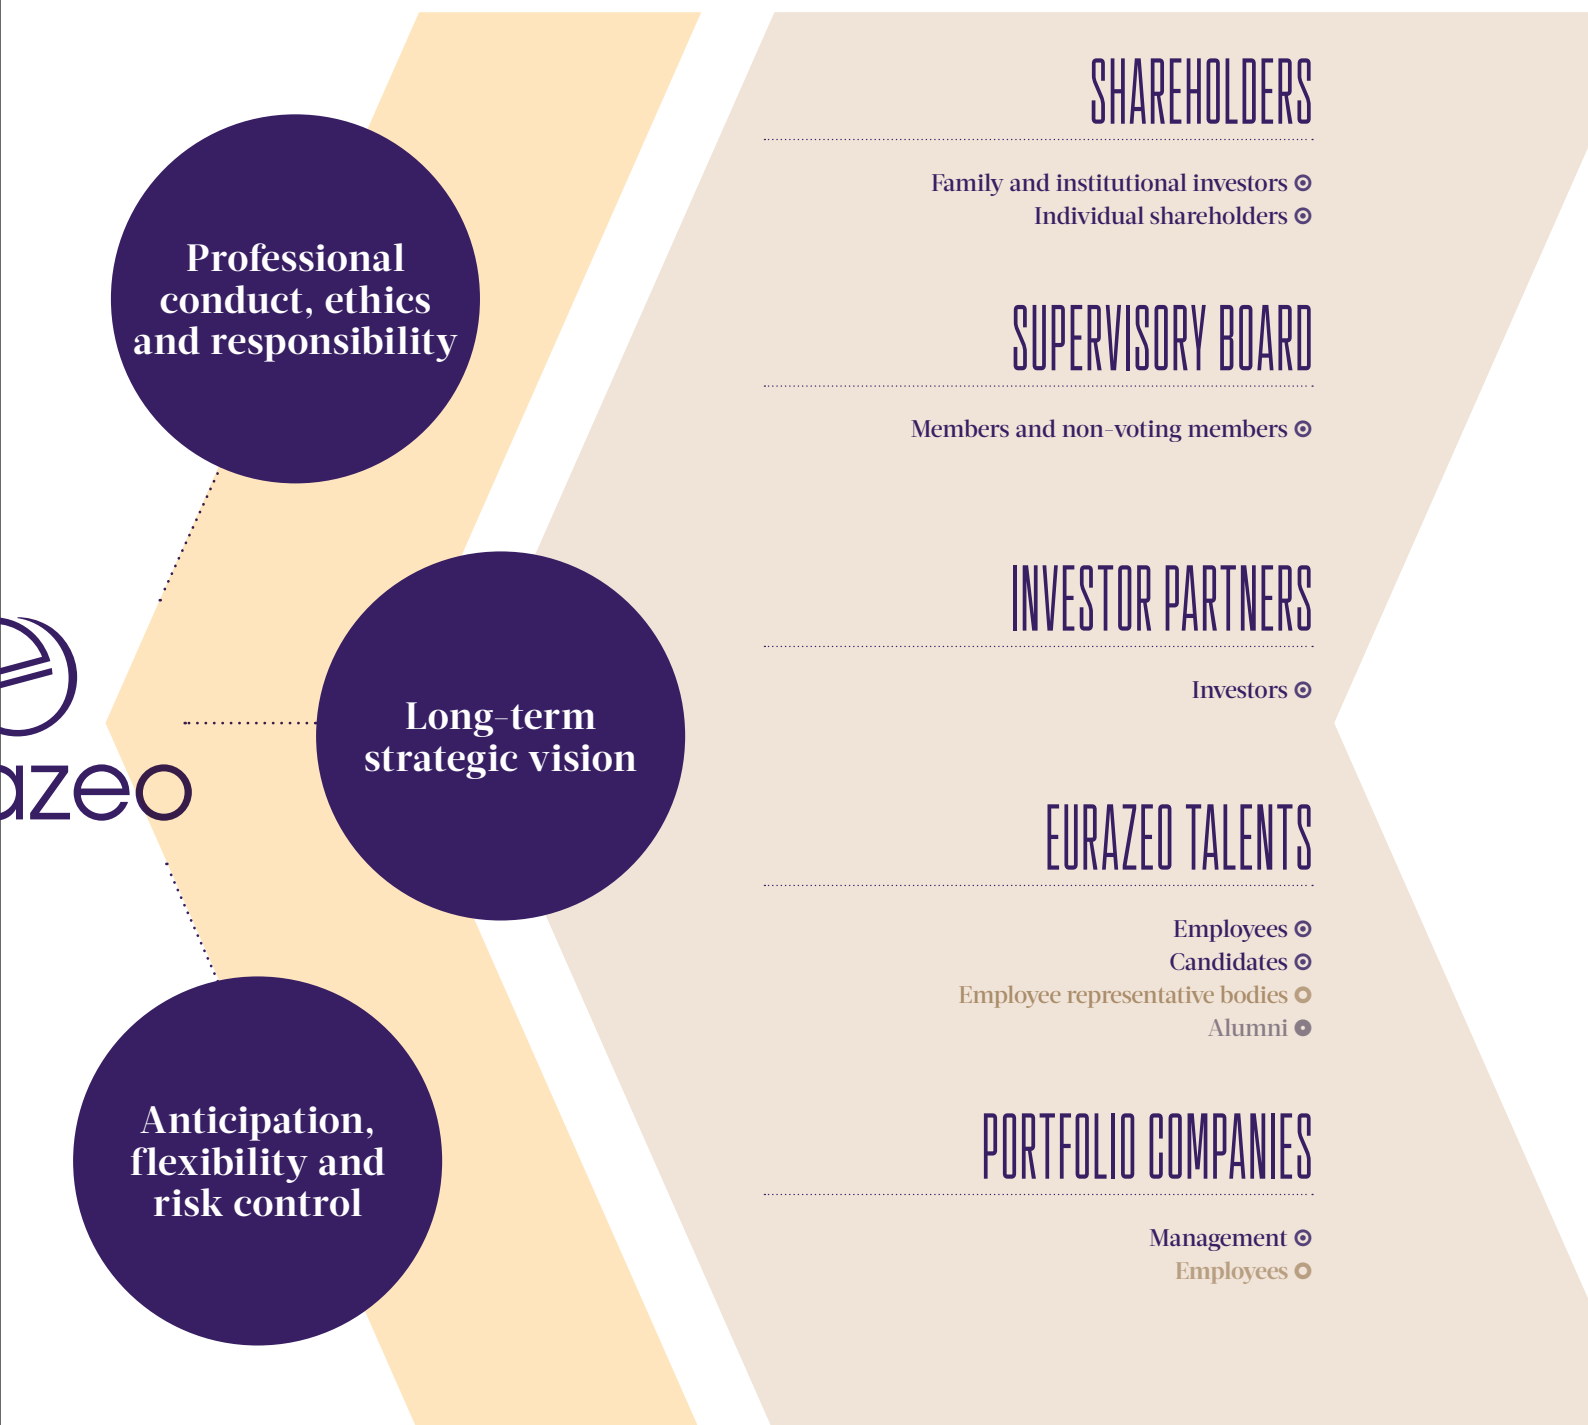 Professional
conduct, ethics
and responsibility
azeo
Long-term
strategic vision
Anticipation,
flexibility and
risk control
SHAREHOLDERS
Family and institutional investors
Individual shareholders
SUPERVISORY BOARD
Members and non-voting members
INVESTOR PARTNERS
Investors
EURAZEO TALENTS
Employees
Candidates
Employee representative bodies
Alumni
PORTFOLIO COMPANIES
Management
Employees